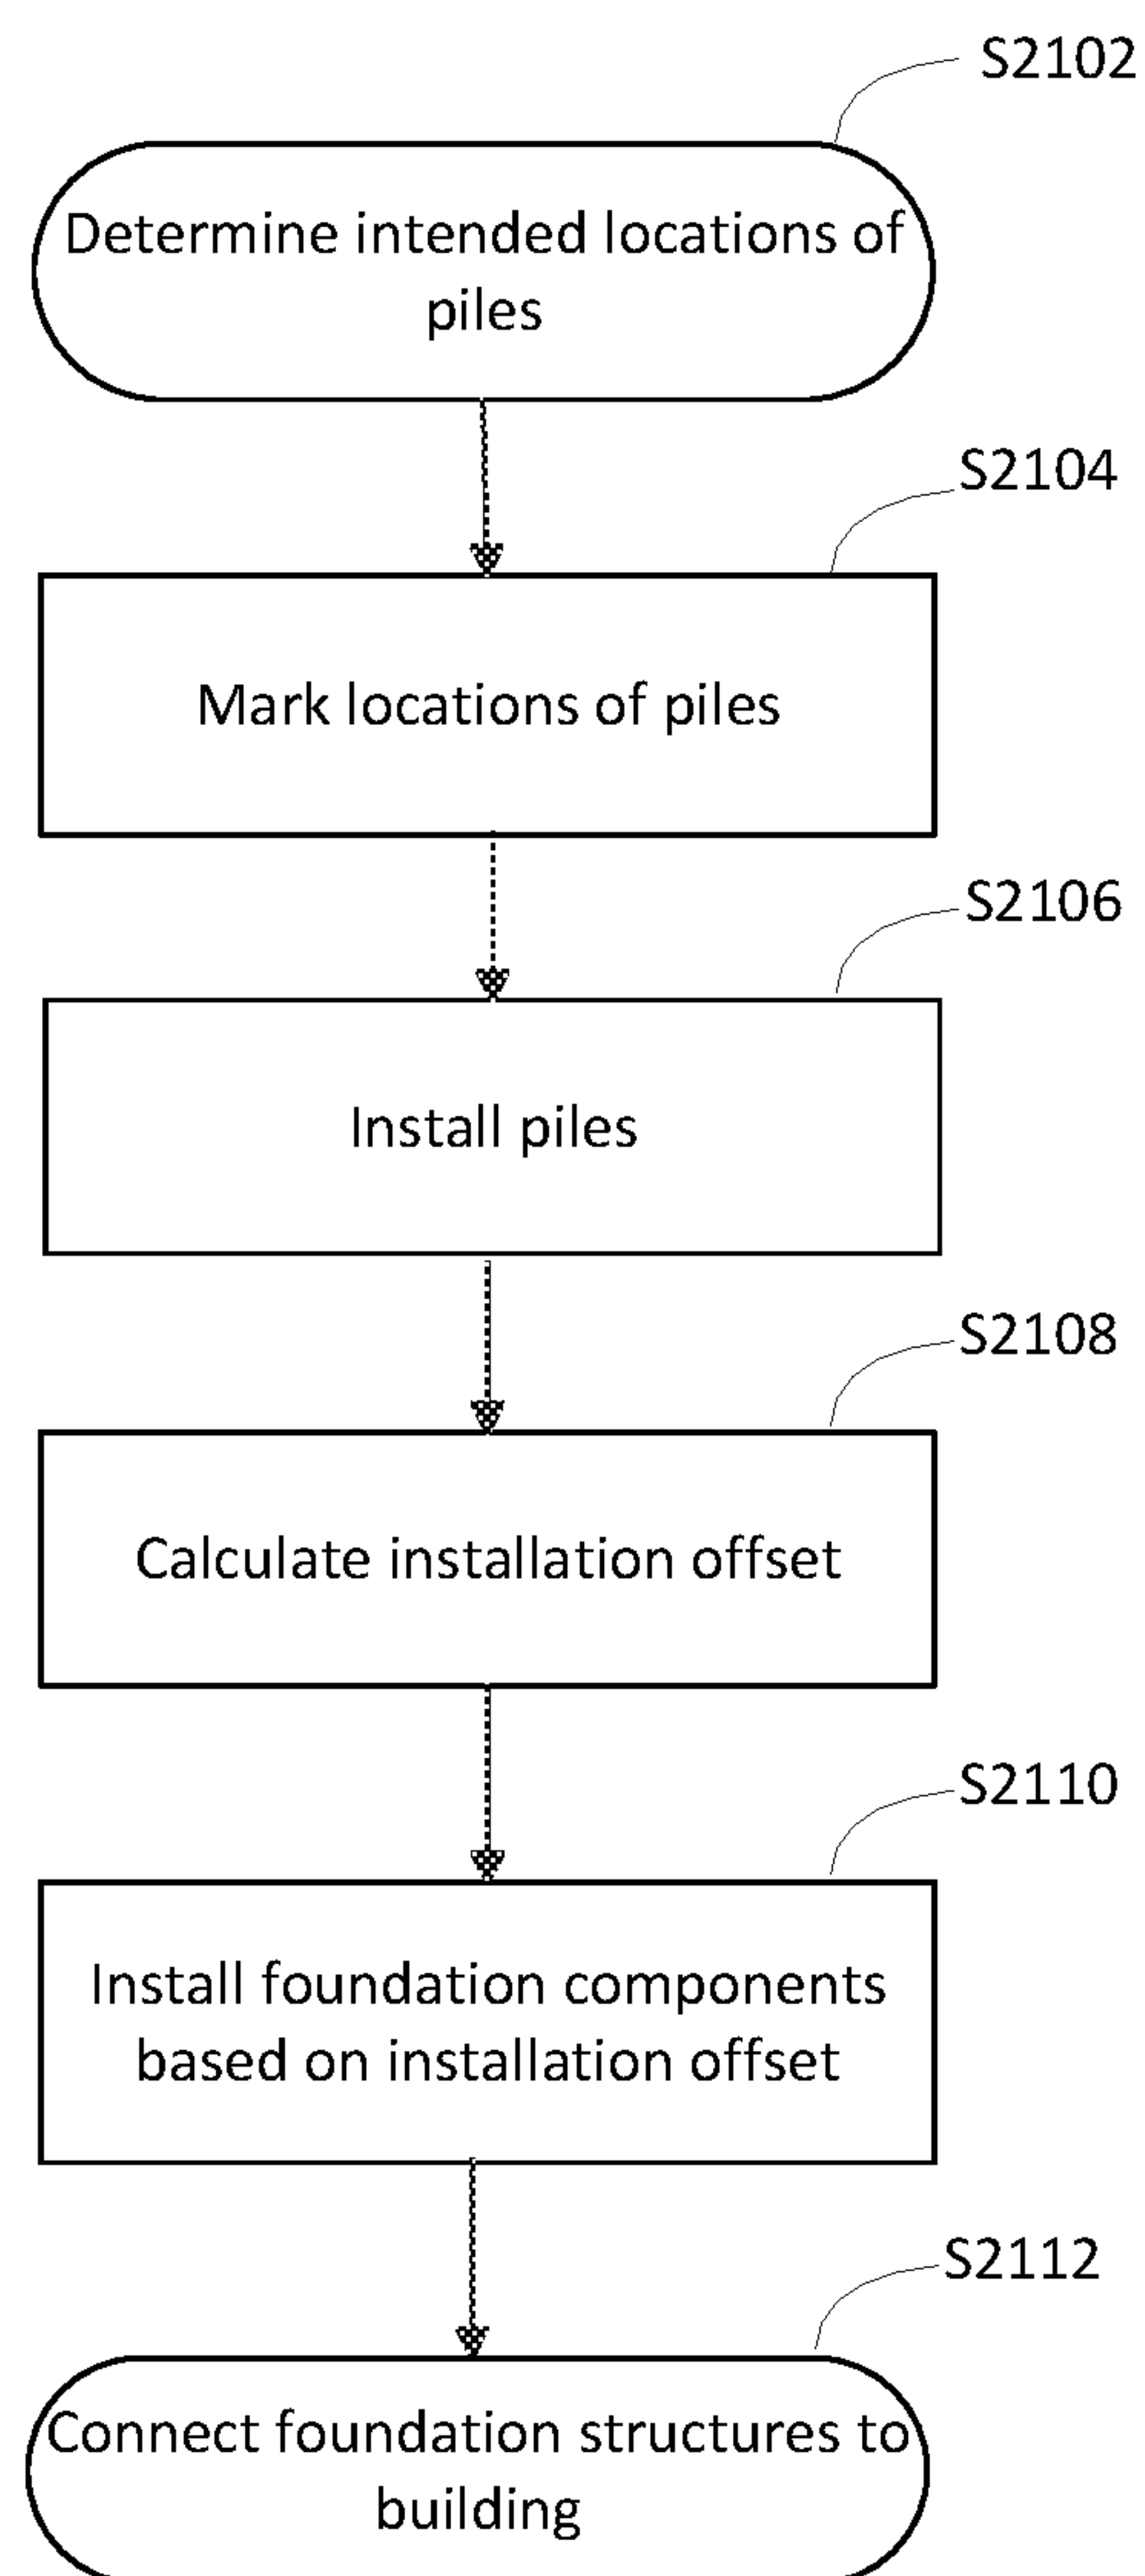 S2102
Determine intended locations of
piles
S2104
Mark locations of piles
S2106
Install piles
S2108
Calculate installation offset
S2110
Install foundation components
based on installation offset
S2112
Connect foundation structures to
building